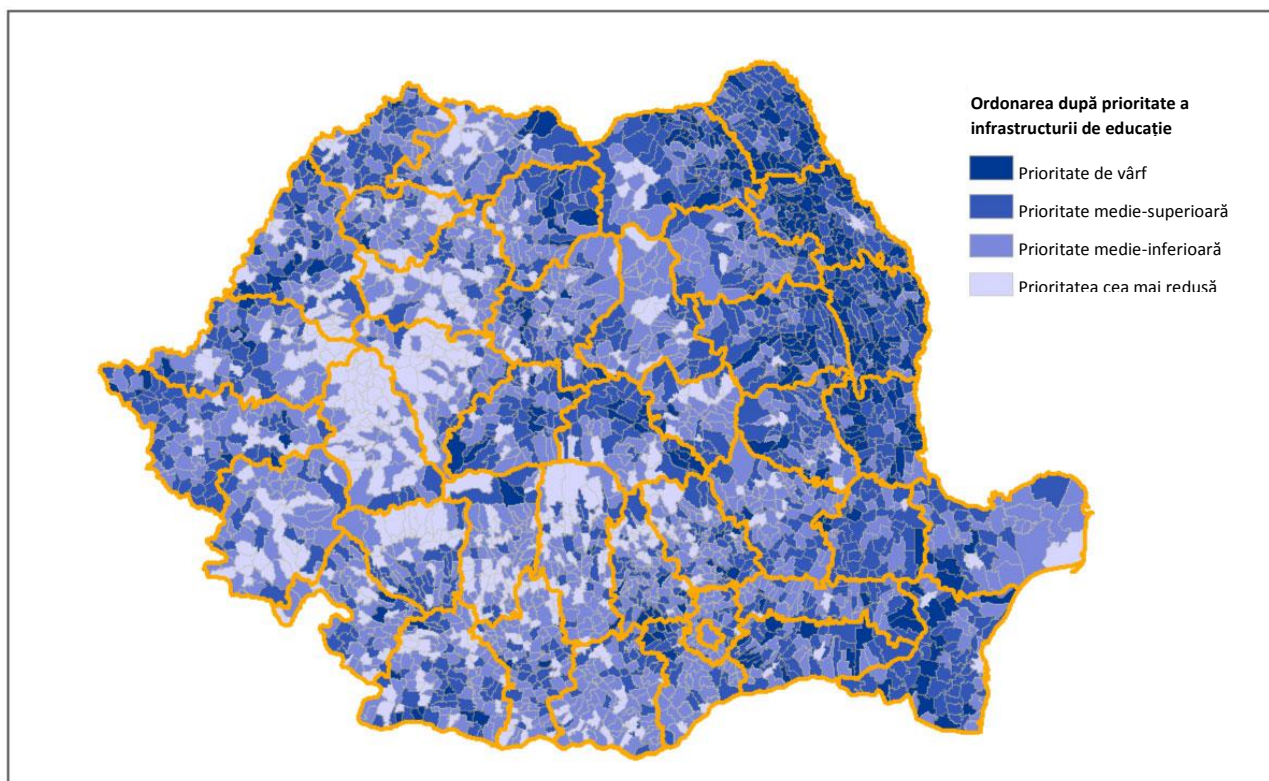 Ordonarea după prioritate a
infrastructurii de educație
Prioritate de vârf
Prioritate medie-superioară
Prioritate medie-inferioară
Prioritatea cea mai redusă